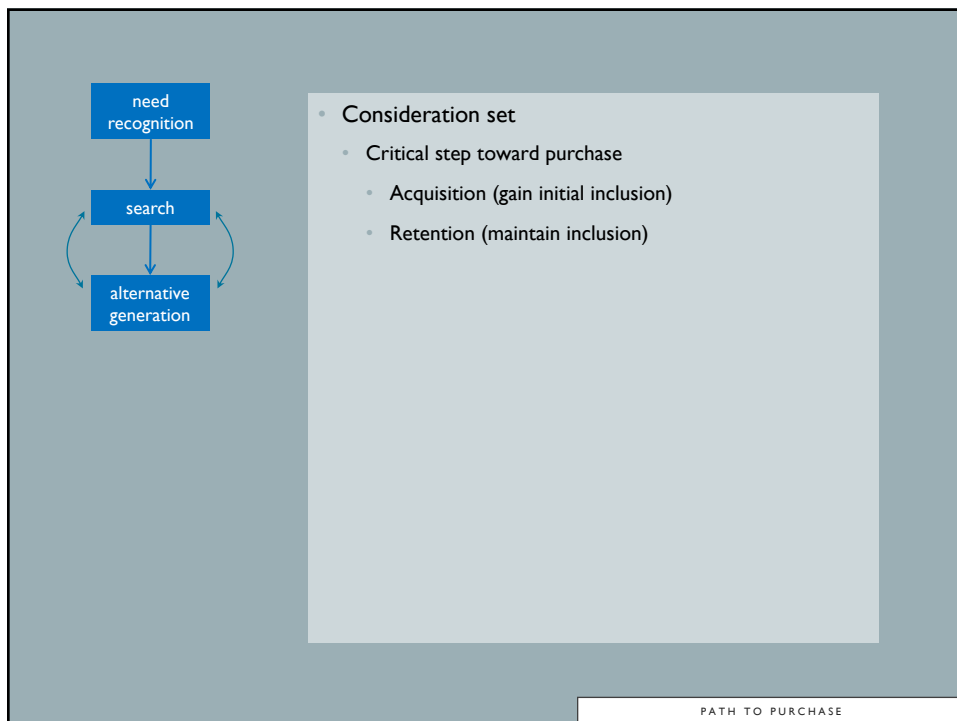 need
recognition
search
alternative
generation
Consideration set
Critical step toward purchase
Acquisition (gain initial inclusion)
Retention (maintain inclusion)
PATH TO PURCHASE